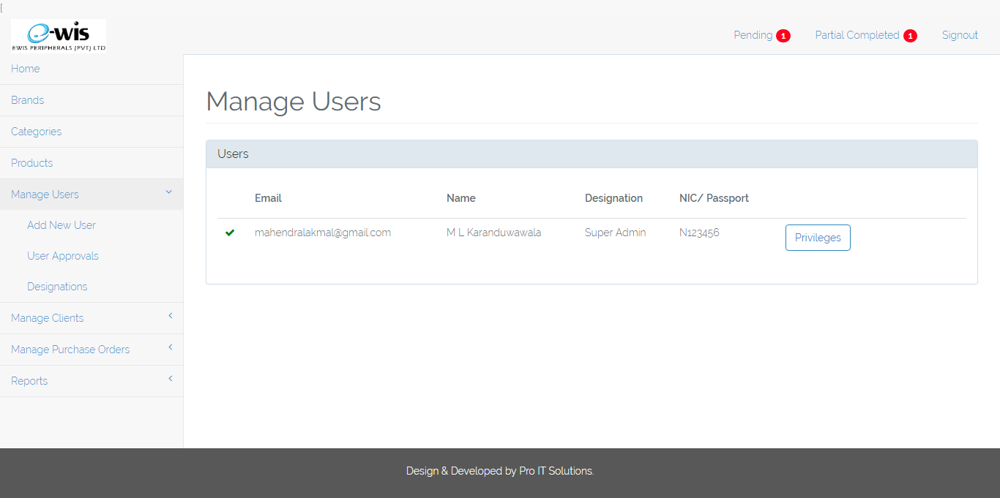 [
e-wis
EWIS PERIPHERALS (PVT) LTD
Pending 1 Partial Completed 1 Signout
Home
Brands
Categories
Products
Manage Users
Add New User
User Approvals
Designations
Manage Clients
Manage Purchase Orders
Reports
Manage Users
Users
Email Name Designation NIC/ Passport
mahendralakmal@gmail.com M L Karanduwawala Super Admin N123456 Privileges
Design & Developed by Pro IT Solutions.